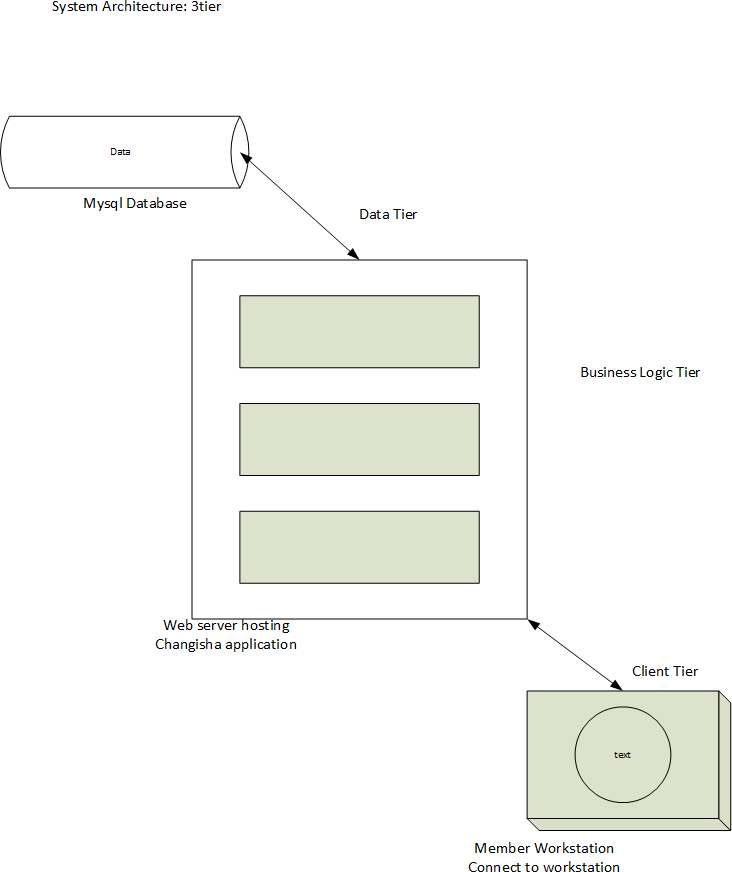 System Architecture: 3tier
Data
Mysql Database
Data Tier
Business Logic Tier
Web server hosting
Changisha application
Client Tier
text
Member Workstation
Connect to workstation